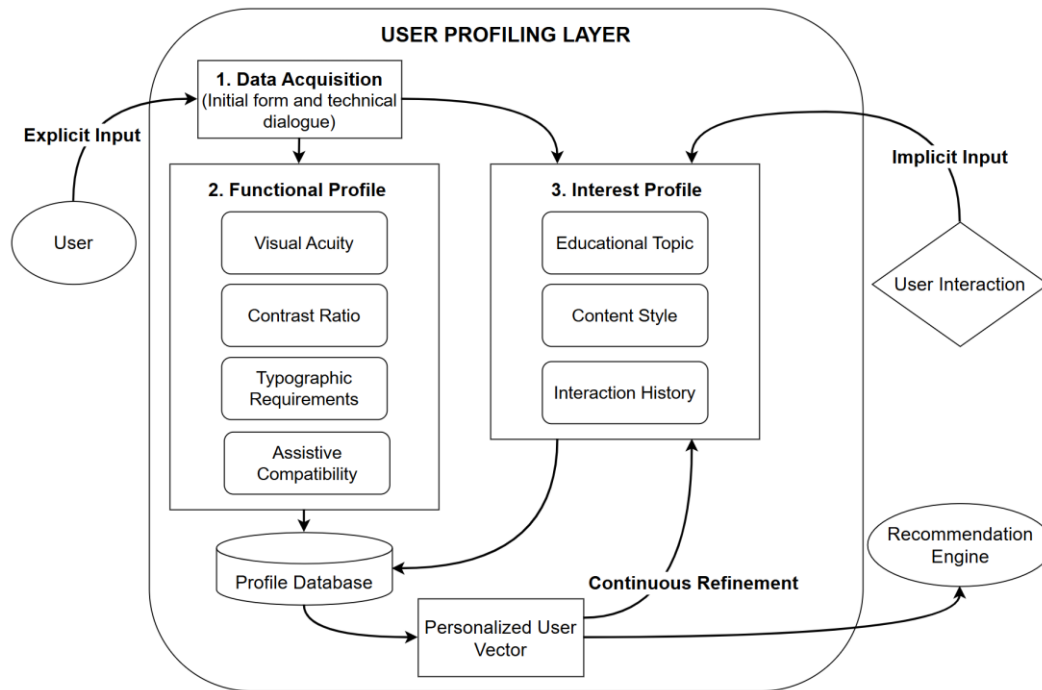 USER PROFILING LAYER
1. Data Acquisition
(Initial form and technical
dialogue)
Explicit Input
Implicit Input
User
2. Functional Profile
Visual Acuity
Contrast Ratio
Typographic
Requirements
Assistive
Compatibility
3. Interest Profile
Educational Topic
Content Style
Interaction History
User Interaction
Profile Database
Continuous Refinement
Personalized User
Vector
Recommendation
Engine